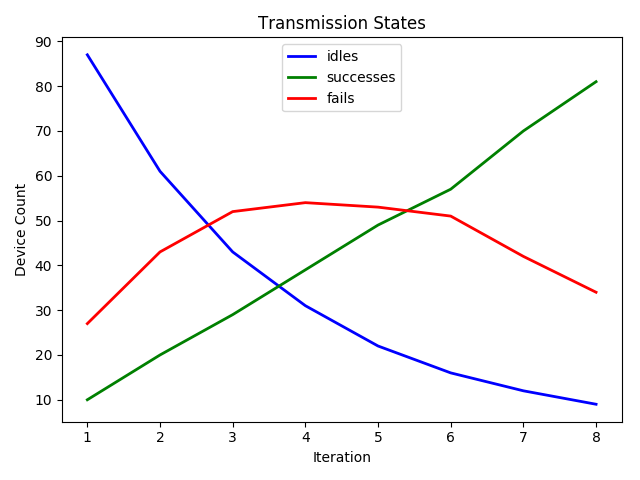 Transmission States
idles
successes
fails
Device Count
90
80
70
60
50
40
30
20
10
1 2 3 4 5 6 7 8
Iteration